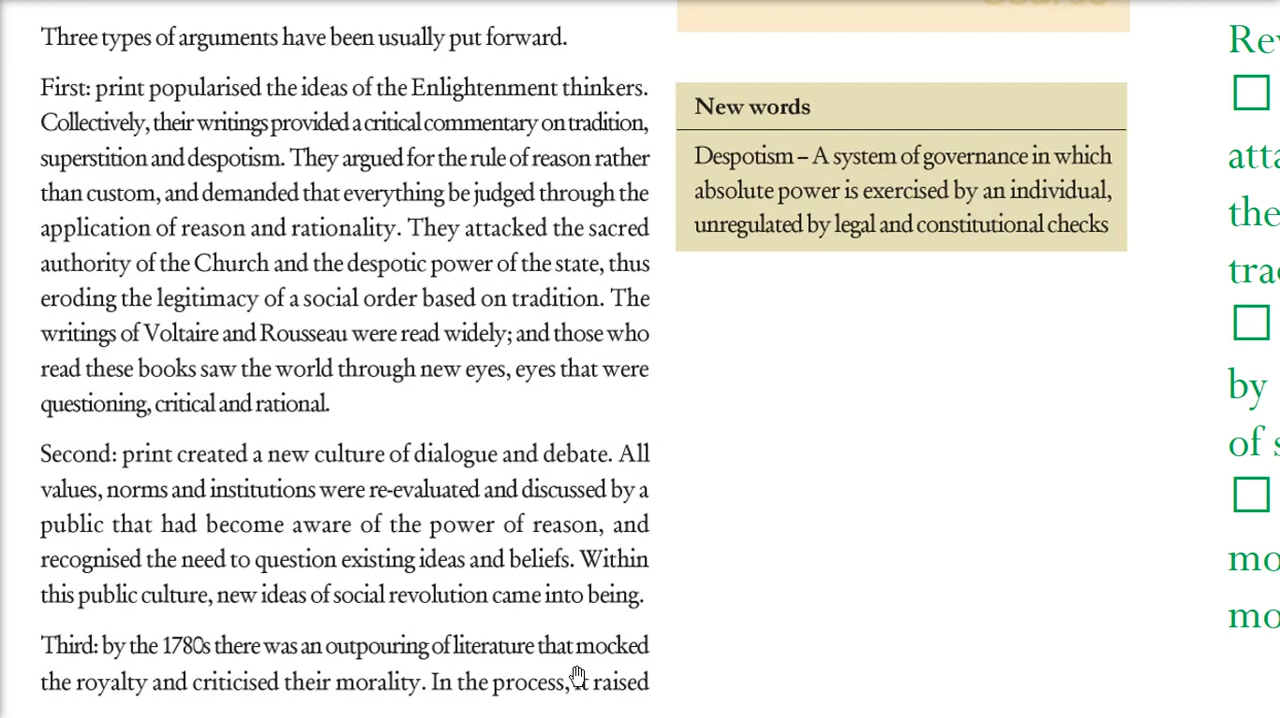 Three types of arguments have been usually put forward.
First: print popularised the ideas of the Enlightenment thinkers.
Collectively, their writings provided a critical commentary on tradition,
superstition and despotism. They argued for the rule of reason rather
than custom, and demanded that everything be judged through the
application of reason and rationality. They attacked the sacred
authority of the Church and the despotic power of the state, thus
eroding the legitimacy of a social order based on tradition. The
writings of Voltaire and Rousseau were read widely; and those who
read these books saw the world through new eyes, eyes that were
questioning, critical and rational.
Second: print created a new culture of dialogue and debate. All
values, norms and institutions were re-evaluated and discussed by a
public that had become aware of the power of reason, and
recognised the need to question existing ideas and beliefs. Within
this public culture, new ideas of social revolution came into being.
Third: by the 1780s there was an outpouring of literature that mocked
the royalty and criticised their morality. In the process, it raised
New words
Despotism – A system of governance in which
absolute power is exercised by an individual,
unregulated by legal and constitutional checks
by
of